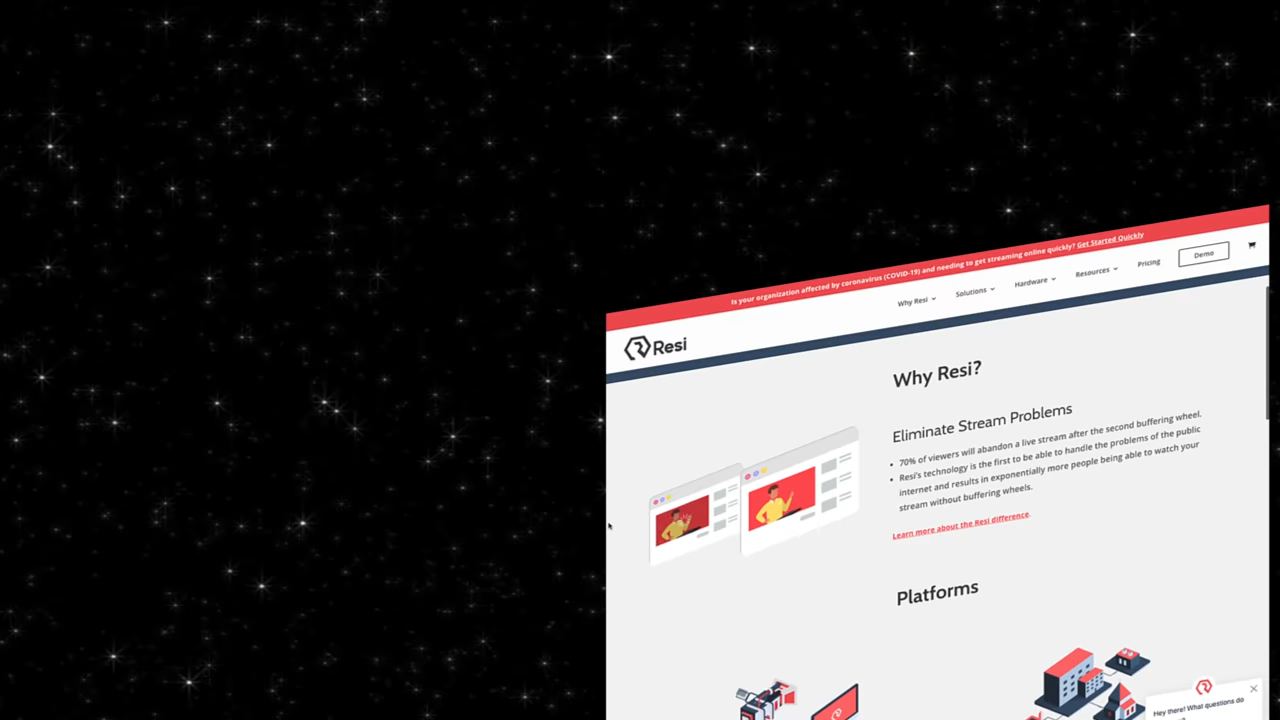 Is your organization affected by coronavirus (COVID-19) and needing to get streaming online quickly? Get Started Quickly
Resi
Why Resi
Solutions
Hardware
Resources
Pricing
Demo
Why Resi?
Eliminate Stream Problems
• 70% of viewers will abandon a live stream after the second buffering wheel.
• Resi's technology is the first to be able to handle the problems of the public
internet and results in exponentially more people being able to watch your
stream without buffering wheels.
Learn more about the Resi difference.
Platforms
Hey there! What questions do